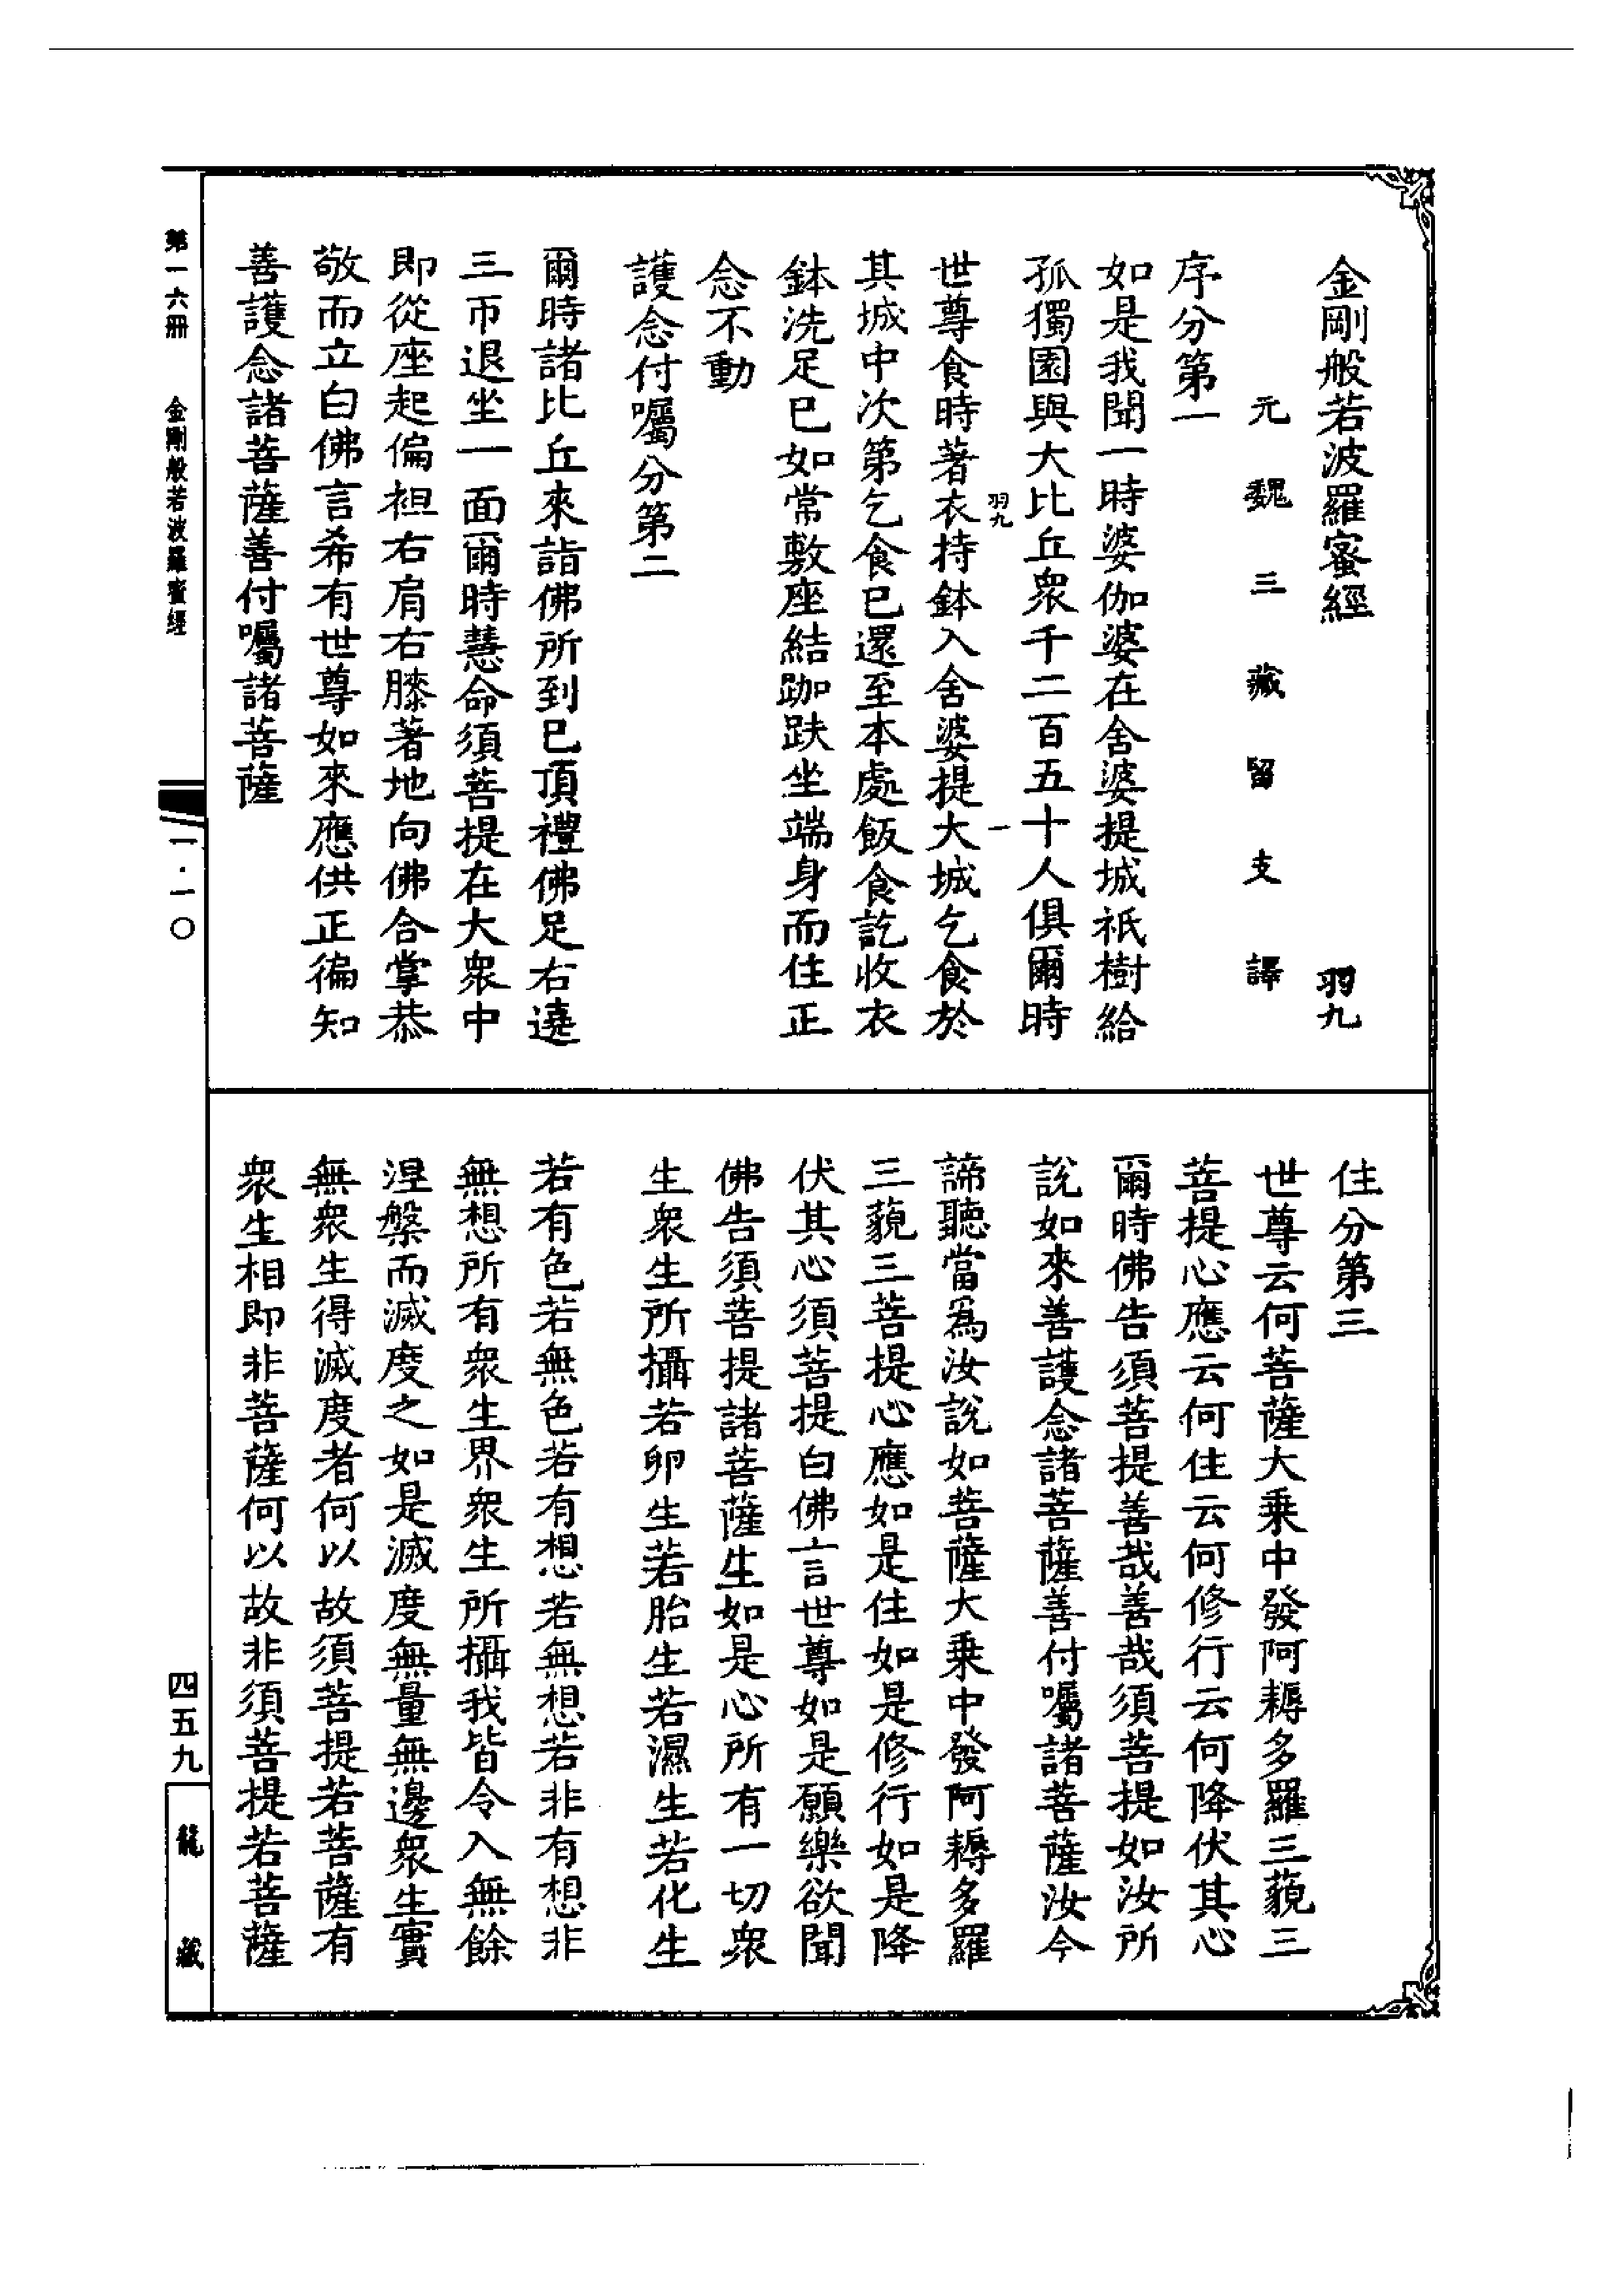 金剛般若波羅蜜經　羽九
元魏三藏留支譯
序分第一
如是我聞一時婆伽婆在舍婆提城祇樹給
孤獨園與大比丘衆千二百五十人俱爾時
羽九　一
世尊食時著衣持鉢入舍婆提大城乞食於
其城中次第乞食已還至本處飯食訖收衣
鉢洗足已如常敷座結跏趺坐端身而住正
念不動
護念付囑分第二
爾時諸比丘來詣佛所到已頂禮佛足右遶
三帀退坐一面爾時慧命須菩提在大衆中
即從座起偏袒右肩右膝著地向佛合掌恭
敬而立白佛言希有世尊如來應供正徧知
善護念諸菩薩善付囑諸菩薩
住分第三
世尊云何菩薩大乗中發阿耨多羅三藐三
菩提心應云何住云何修行云何降伏其心
爾時佛告須菩提善哉善哉須菩提如汝所
說如來善護念諸菩薩善付囑諸菩薩汝今
諦聽當爲汝說如菩薩大乗中發阿耨多羅
三藐三菩提心應如是住如是修行如是降
伏其心須菩提白佛言世尊如是願樂欲聞
佛告須菩提諸菩薩生如是心所有一切衆
生衆生所攝若卵生若胎生若濕生若化生
若有色若無色若有想若無想若非有想非
無想所有衆生界衆生所攝我皆令入無餘
涅槃而滅度之如是滅度無量無邊衆生實
無衆生得滅度者何以故須菩提若菩薩有
衆生相即非菩薩何以故非須菩提若菩薩
第一六冊　金剛般若波羅蜜經　一·一〇
四五九　龍藏